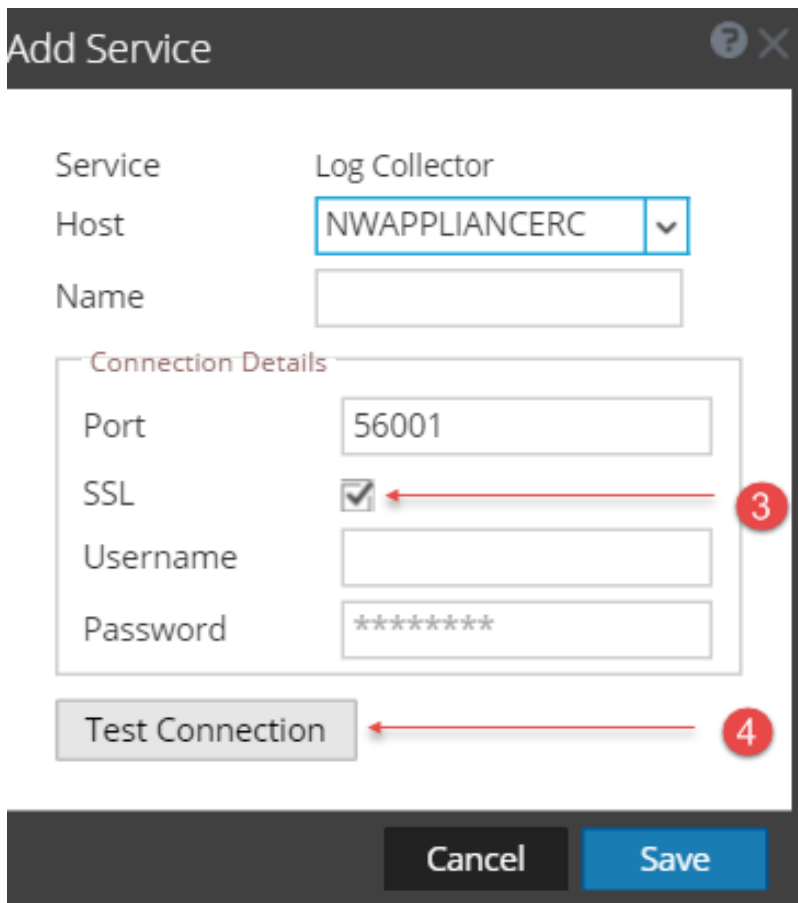 Add Service
Service Log Collector
Host NWAPPLIANCERC
Name
Connection Details
Port 56001
SSL
3
Username
Password ********
Test Connection
4
Cancel Save